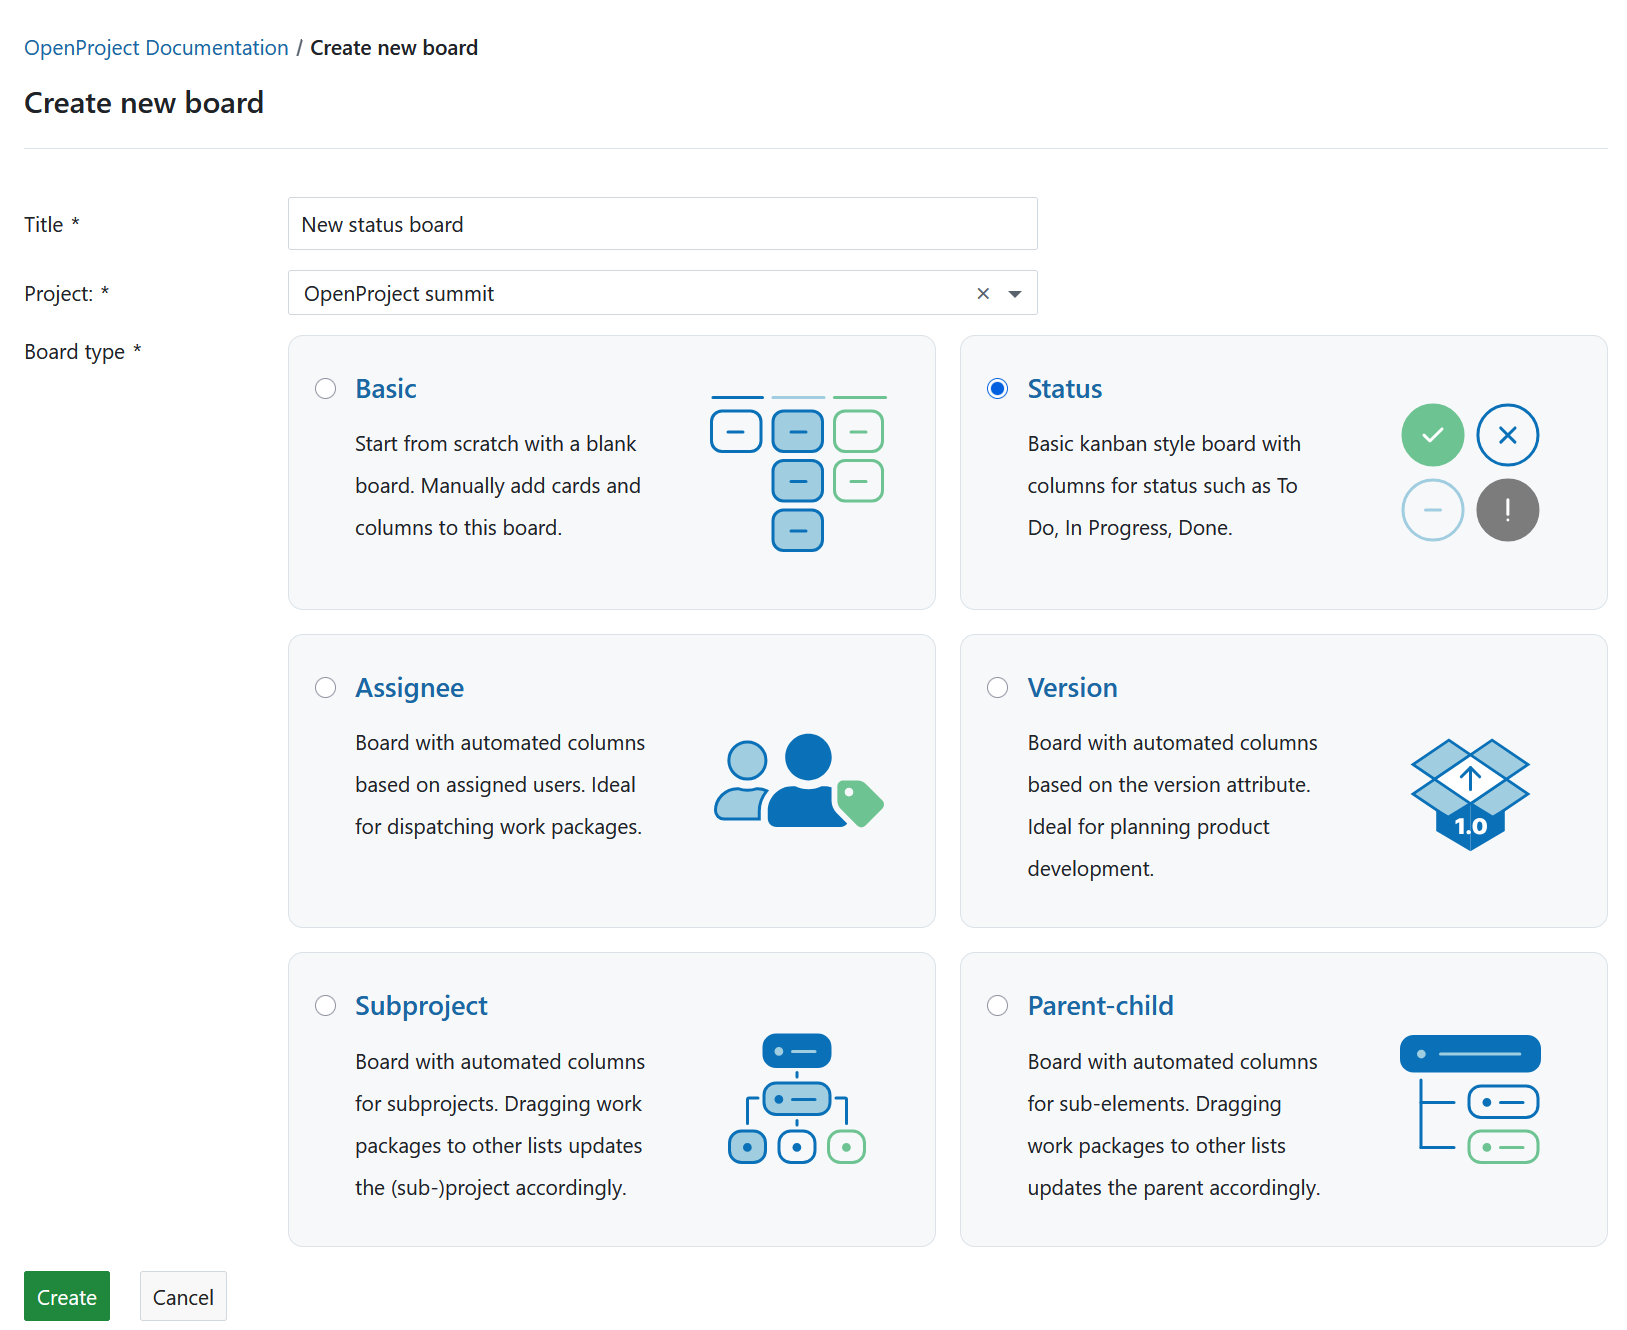 OpenProject Documentation / Create new board
Create new board
Title *
New status board
Project: *
OpenProject summit
Board type *
Basic
Start from scratch with a blank
board. Manually add cards and
columns to this board.
Status
Basic kanban style board with
columns for status such as To
Do, In Progress, Done.
Assignee
Board with automated columns
based on assigned users. Ideal
for dispatching work packages.
Version
Board with automated columns
based on the version attribute.
Ideal for planning product
development.
1.0
Subproject
Board with automated columns
for subprojects. Dragging work
packages to other lists updates
the (sub-)project accordingly.
Parent-child
Board with automated columns
for sub-elements. Dragging
work packages to other lists
updates the parent accordingly.
Create
Cancel